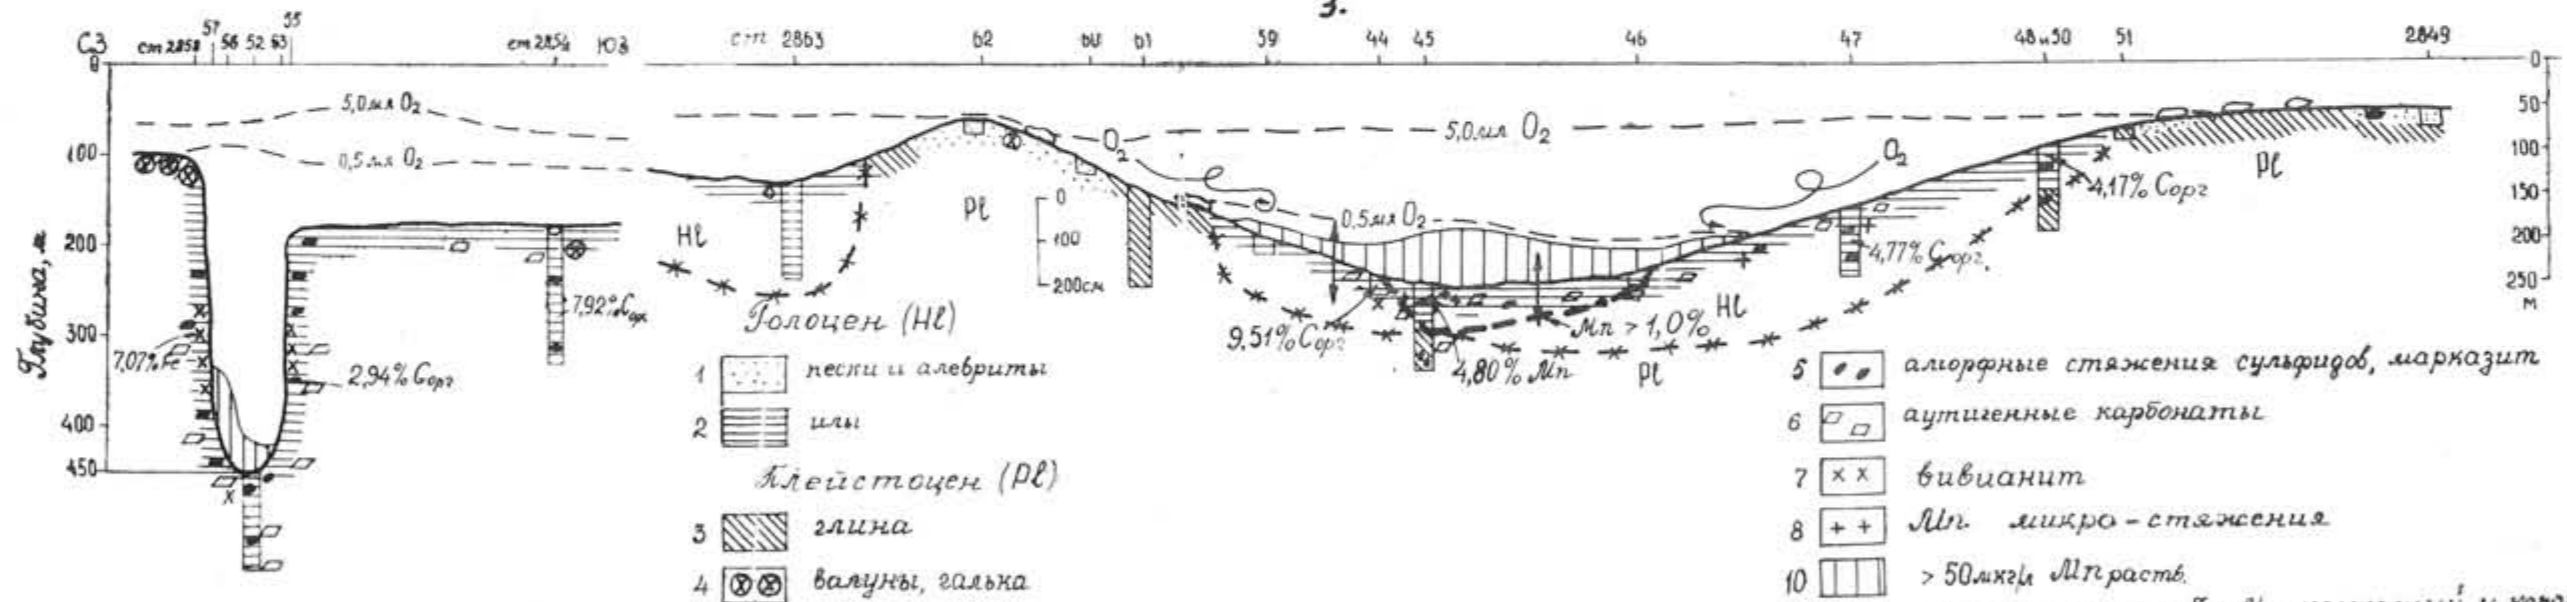 3.
СЗ ст 2858 57 56 52 53 55 ст 285½ ЮВ ст 2863 62 60 61 59 44 45 46 47 48 и 50 51 2849
0 0
5,0 мл O₂ 5,0 мл O₂ 50
100 0,5 мл O₂ O₂ O₂ 100
Pl 4,17% Сорг
Pl 0 150
Hl 100 0,5 мл O₂ 200
200 4,77% Сорг.
200см 250
м
Глубина, м
300 7,92% Сорг Hl
7,07% Fe 9,51% Сорг Mn > 1,0%
2,94% Сорг 4,80% Mn Pl
400
450
Голоцен (Hl)
1 пески и алевриты
2 илы
Плейстоцен (Pl)
3 глина
4 валуны, галька
5 аморфные стяжения сульфидов, марказит
6 аутигенные карбонаты
7 вивианит
8 Mn микро-стяжения
10 > 50мкг/л Mn раств.